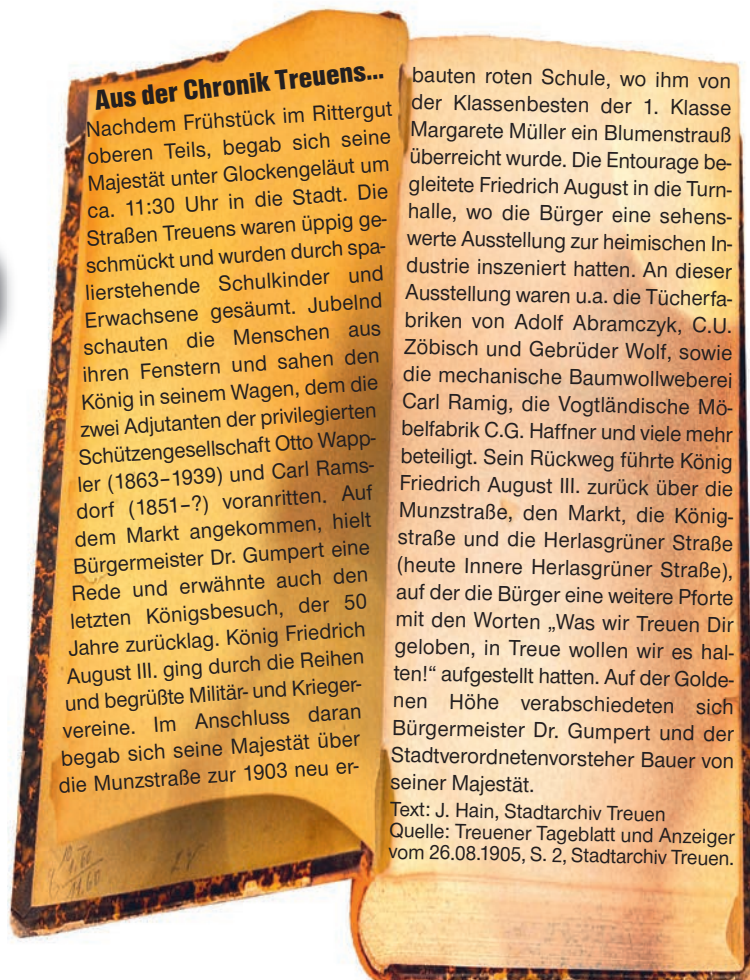 Aus der Chronik Treuens...
Nachdem Frühstück im Rittergut
oberen Teils, begab sich seine
Majestät unter Glockengeläut um
ca. 11:30 Uhr in die Stadt. Die
Straßen Treuens waren üppig ge-
schmückt und wurden durch spa-
lierstehende Schulkinder und
Erwachsene gesäumt. Jubelnd
schauten die Menschen aus
ihren Fenstern und sahen den
König in seinem Wagen, dem die
zwei Adjutanten der privilegierten
Schützengesellschaft Otto Wapp-
ler (1863–1939) und Carl Rams-
dorf (1851–?) voranritten. Auf
dem Markt angekommen, hielt
Bürgermeister Dr. Gumpert eine
Rede und erwähnte auch den
letzten Königsbesuch, der 50
Jahre zurücklag. König Friedrich
August III. ging durch die Reihen
und begrüßte Militär- und Krieger-
vereine. Im Anschluss daran
begab sich seine Majestät über
die Munzstraße zur 1903 neu er-
bauten roten Schule, wo ihm von
der Klassenbesten der 1. Klasse
Margarete Müller ein Blumenstrauß
überreicht wurde. Die Entourage be-
gleitete Friedrich August in die Turn-
halle, wo die Bürger eine sehens-
werte Ausstellung zur heimischen In-
dustrie inszeniert hatten. An dieser
Ausstellung waren u.a. die Tücherfa-
briken von Adolf Abramczyk, C.U.
Zöbisch und Gebrüder Wolf, sowie
die mechanische Baumwollweberei
Carl Ramig, die Vogtländische Mö-
belfabrik C.G. Haffner und viele mehr
beteiligt. Sein Rückweg führte König
Friedrich August III. zurück über die
Munzstraße, den Markt, die König-
straße und die Herlasgrüner Straße
(heute Innere Herlasgrüner Straße),
auf der die Bürger eine weitere Pforte
mit den Worten „Was wir Treuen Dir
geloben, in Treue wollen wir es hal-
ten!“ aufgestellt hatten. Auf der Golde-
nen Höhe verabschiedeten sich
Bürgermeister Dr. Gumpert und der
Stadtverordnetenvorsteher Bauer von
seiner Majestät.
Text: J. Hain, Stadtarchiv Treuen
Quelle: Treuener Tageblatt und Anzeiger
vom 26.08.1905, S. 2, Stadtarchiv Treuen.